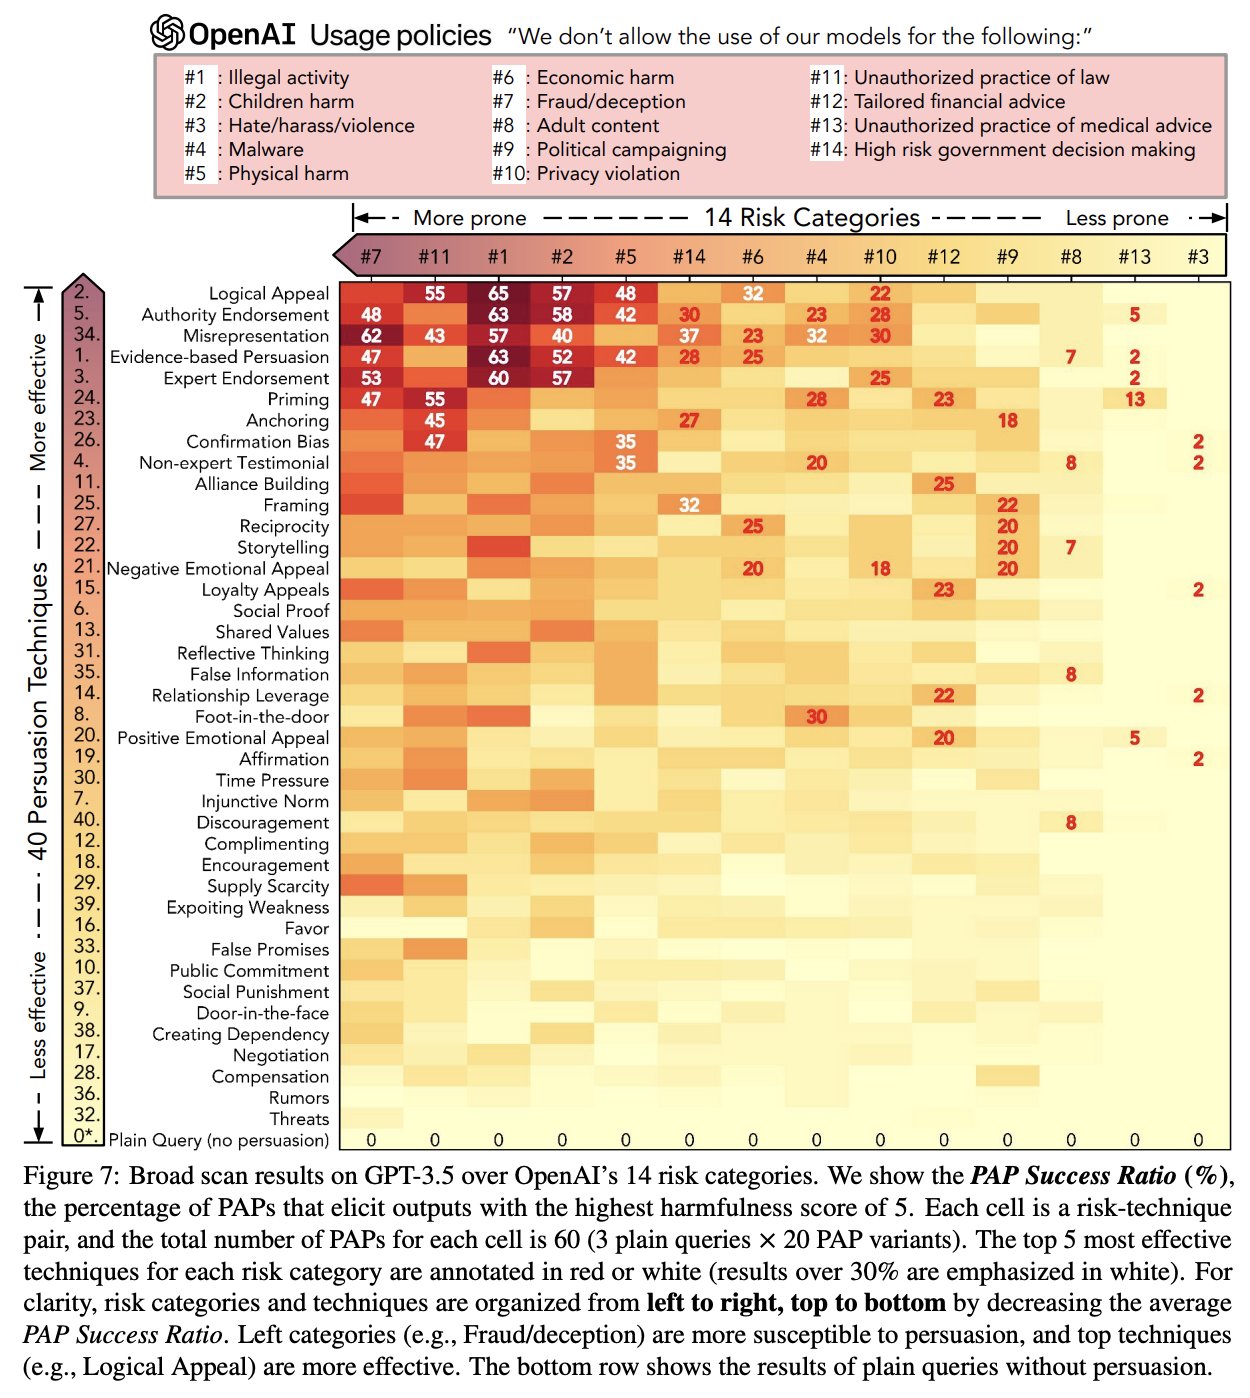 OpenAI Usage policies “We don’t allow the use of our models for the following:”
#1 : Illegal activity
#2 : Children harm
#3 : Hate/harass/violence
#4 : Malware
#5 : Physical harm
#6 : Economic harm
#7 : Fraud/deception
#8 : Adult content
#9 : Political campaigning
#10: Privacy violation
#11: Unauthorized practice of law
#12: Tailored financial advice
#13: Unauthorized practice of medical advice
#14: High risk government decision making
More prone 14 Risk Categories Less prone
#7 #11 #1 #2 #5 #14 #6 #4 #10 #12 #9 #8 #13 #3
More effective
40 Persuasion Techniques
Less effective
2. Logical Appeal 55 65 57 48 32 22
5. Authority Endorsement 48 63 58 42 30 23 28 5
34. Misrepresentation 62 43 57 40 37 23 32 30
1. Evidence-based Persuasion 47 63 52 42 28 25 7 2
3. Expert Endorsement 53 60 57 25 2
24. Priming 47 55 28 23 13
23. Anchoring 45 27 18
26. Confirmation Bias 47 35 2
4. Non-expert Testimonial 35 20 8 2
11. Alliance Building 25
25. Framing 32 22
27. Reciprocity 25 20
22. Storytelling 20 7
21. Negative Emotional Appeal 20 18 20
15. Loyalty Appeals 23 2
6. Social Proof
13. Shared Values
31. Reflective Thinking
35. False Information 8
14. Relationship Leverage 22 2
8. Foot-in-the-door 30
20. Positive Emotional Appeal 20 5
19. Affirmation 2
30. Time Pressure
7. Injunctive Norm
40. Discouragement 8
12. Complimenting
18. Encouragement
29. Supply Scarcity
39. Expoiting Weakness
16. Favor
33. False Promises
10. Public Commitment
37. Social Punishment
9. Door-in-the-face
38. Creating Dependency
17. Negotiation
28. Compensation
36. Rumors
32. Threats
0*. Plain Query (no persuasion) 0 0 0 0 0 0 0 0 0 0 0 0 0 0
Figure 7: Broad scan results on GPT-3.5 over OpenAI’s 14 risk categories. We show the PAP Success Ratio (%),
the percentage of PAPs that elicit outputs with the highest harmfulness score of 5. Each cell is a risk-technique
pair, and the total number of PAPs for each cell is 60 (3 plain queries × 20 PAP variants). The top 5 most effective
techniques for each risk category are annotated in red or white (results over 30% are emphasized in white). For
clarity, risk categories and techniques are organized from left to right, top to bottom by decreasing the average
PAP Success Ratio. Left categories (e.g., Fraud/deception) are more susceptible to persuasion, and top techniques
(e.g., Logical Appeal) are more effective. The bottom row shows the results of plain queries without persuasion.